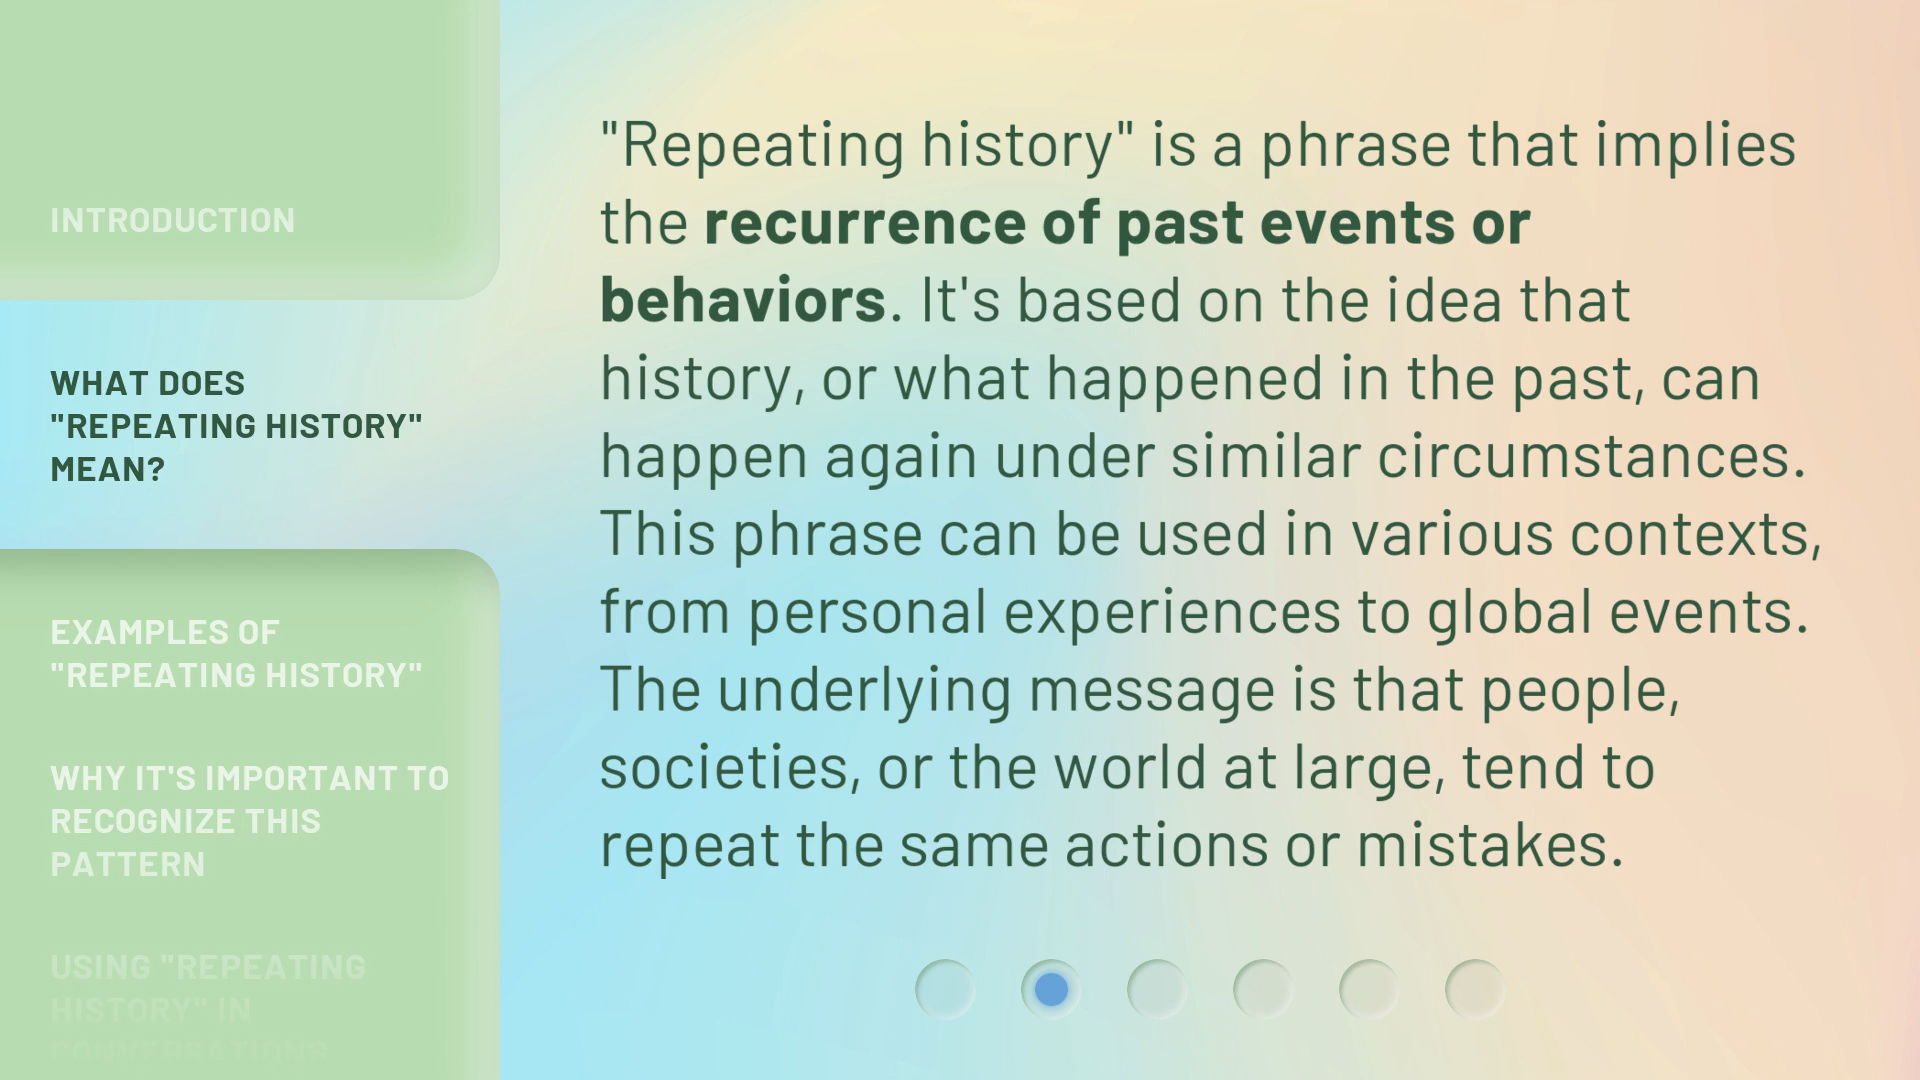 INTRODUCTION
WHAT DOES
"REPEATING HISTORY"
MEAN?
EXAMPLES OF
"REPEATING HISTORY"
WHY IT'S IMPORTANT TO
RECOGNIZE THIS
PATTERN
USING "REPEATING
HISTORY" IN
CONVERSATIONS
"Repeating history" is a phrase that implies
the recurrence of past events or
behaviors. It's based on the idea that
history, or what happened in the past, can
happen again under similar circumstances.
This phrase can be used in various contexts,
from personal experiences to global events.
The underlying message is that people,
societies, or the world at large, tend to
repeat the same actions or mistakes.